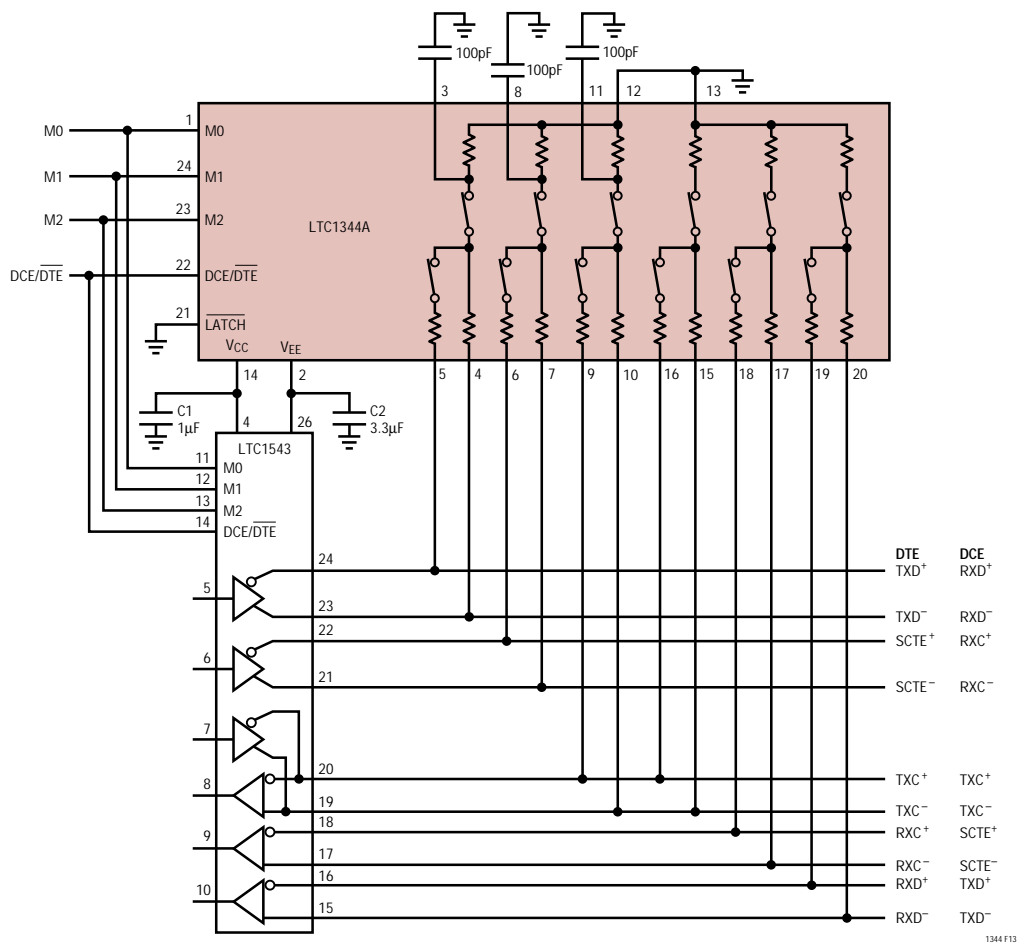 100pF 100pF 100pF
3 8 11 12 13
M0 1 M0
M1 24 M1
M2 23 M2
LTC1344A
DCE/DTE 22 DCE/DTE
21 LATCH
VCC VEE
14 2
5 4 6 7 9 10 16 15 18 17 19 20
C1
1µF
C2
3.3µF
4 26
LTC1543
11 M0
12 M1
13 M2
14 DCE/DTE
DTE DCE
24 TXD+ RXD+
5
23 TXD− RXD−
22 SCTE+ RXC+
6
21 SCTE− RXC−
7
20 TXC+ TXC+
8
19 TXC− TXC−
18 RXC+ SCTE+
9
17 RXC− SCTE−
16 RXD+ TXD+
10
15 RXD− TXD−
1344 F13